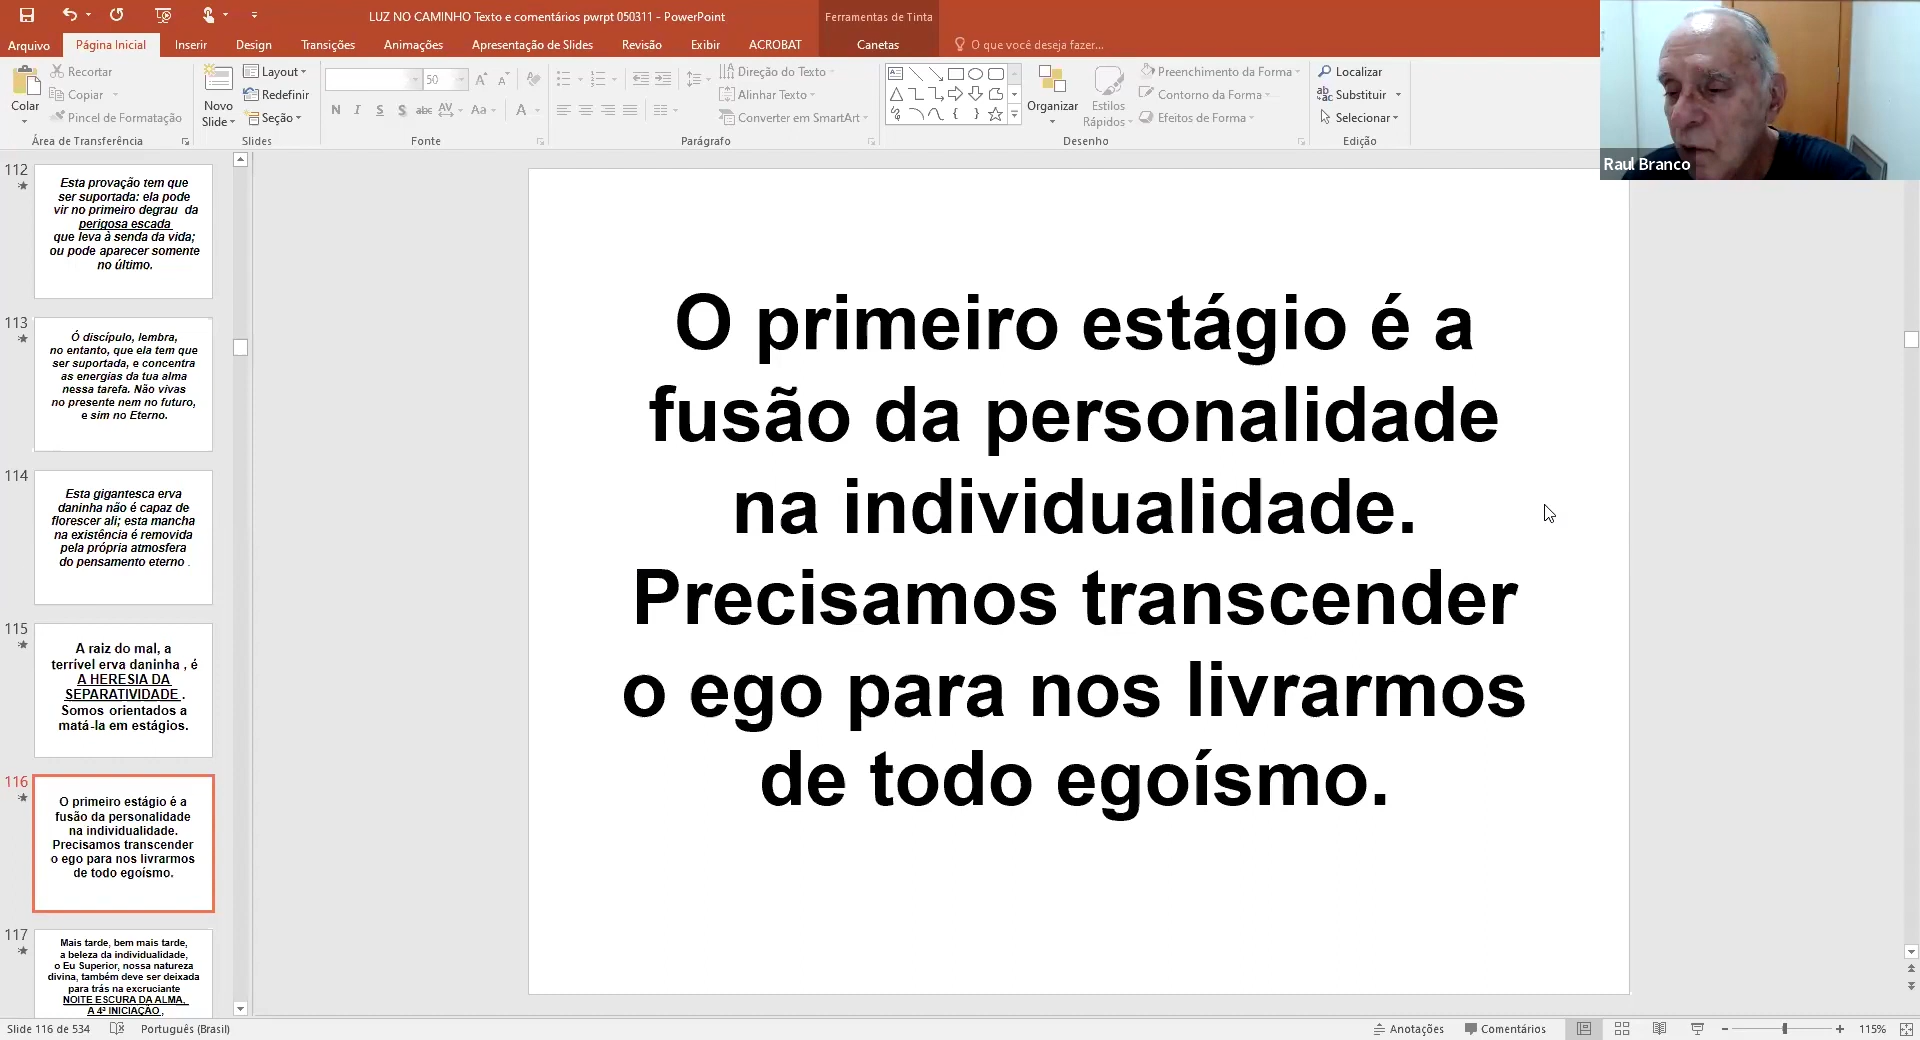 LUZ NO CAMINHO Texto e comentários pwrpt 050311 - PowerPoint
Ferramentas de Tinta
Arquivo
Página Inicial
Inserir
Design
Transições
Animações
Apresentação de Slides
Revisão
Exibir
ACROBAT
Canetas
O que você deseja fazer...
Colar
Recortar
Copiar
Pincel de Formatação
Área de Transferência
Novo
Slide
Layout
Redefinir
Seção
Slides
50
N I S S abc AV Aa A
Fonte
Direção do Texto
Alinhar Texto
Converter em SmartArt
Parágrafo
Organizar
Estilos
Rápidos
Preenchimento da Forma
Contorno da Forma
Efeitos de Forma
Desenho
Localizar
Substituir
Selecionar
Edição
Raul Branco
112
Esta provação tem que
ser suportada: ela pode
vir no primeiro degrau da
perigosa escada
que leva à senda da vida;
ou pode aparecer somente
no último.
113
Ó discípulo, lembra,
no entanto, que ela tem que
ser suportada, e concentra
as energias da tua alma
nessa tarefa. Não vivas
no presente nem no futuro,
e sim no Eterno.
114
Esta gigantesca erva
daninha não é capaz de
florescer ali; esta mancha
na existência é removida
pela própria atmosfera
do pensamento eterno .
115
A raiz do mal, a
terrível erva daninha , é
A HERESIA DA
SEPARATIVIDADE .
Somos orientados a
matá-la em estágios.
116
O primeiro estágio é a
fusão da personalidade
na individualidade.
Precisamos transcender
o ego para nos livrarmos
de todo egoísmo.
117
Mais tarde, bem mais tarde,
a beleza da individualidade,
o Eu Superior, nossa natureza
divina, também deve ser deixada
para trás na excruciante
NOITE ESCURA DA ALMA,
A 4ª INICIAÇÃO ,
O primeiro estágio é a
fusão da personalidade
na individualidade.
Precisamos transcender
o ego para nos livrarmos
de todo egoísmo.
Slide 116 de 534
Português (Brasil)
Anotações
Comentários
115%